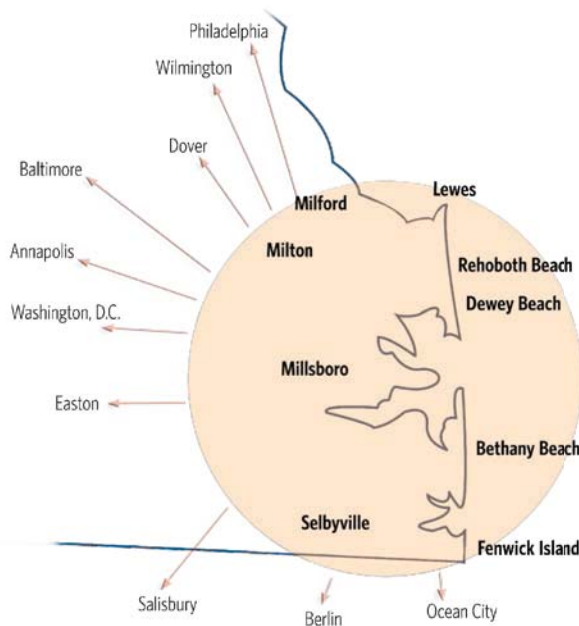 Philadelphia
Wilmington
Dover
Baltimore
Milford
Lewes
Milton
Annapolis
Rehoboth Beach
Washington, D.C.
Dewey Beach
Millsboro
Easton
Bethany Beach
Selbyville
Fenwick Island
Salisbury
Berlin
Ocean City